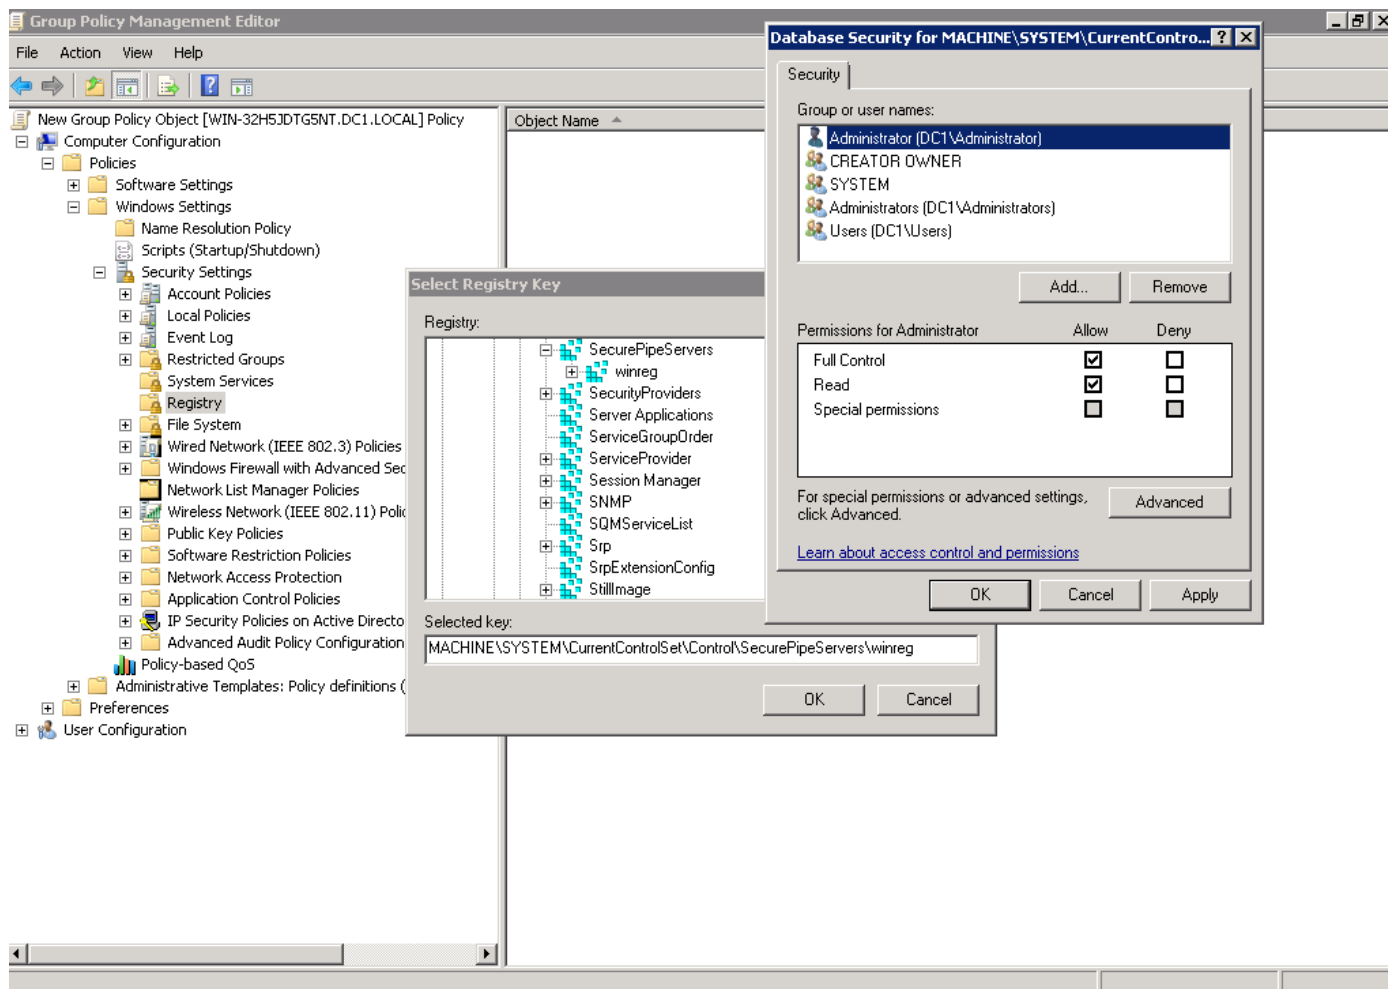 Group Policy Management Editor
File Action View Help
New Group Policy Object [WIN-32H5JDTG5NT.DC1.LOCAL] Policy
Computer Configuration
Policies
Software Settings
Windows Settings
Name Resolution Policy
Scripts (Startup/Shutdown)
Security Settings
Account Policies
Local Policies
Event Log
Restricted Groups
System Services
Registry
File System
Wired Network (IEEE 802.3) Policies
Windows Firewall with Advanced Sec
Network List Manager Policies
Wireless Network (IEEE 802.11) Polic
Public Key Policies
Software Restriction Policies
Network Access Protection
Application Control Policies
IP Security Policies on Active Directo
Advanced Audit Policy Configuration
Policy-based QoS
Administrative Templates: Policy definitions (
Preferences
User Configuration
Object Name
Select Registry Key
Registry:
SecurePipeServers
winreg
SecurityProviders
Server Applications
ServiceGroupOrder
ServiceProvider
Session Manager
SNMP
SQMServiceList
Srp
SrpExtensionConfig
StillImage
Selected key:
MACHINE\SYSTEM\CurrentControlSet\Control\SecurePipeServers\winreg
OK Cancel
Database Security for MACHINE\SYSTEM\CurrentContro...
Security
Group or user names:
Administrator (DC1\Administrator)
CREATOR OWNER
SYSTEM
Administrators (DC1\Administrators)
Users (DC1\Users)
Add... Remove
Permissions for Administrator Allow Deny
Full Control
Read
Special permissions
For special permissions or advanced settings,
click Advanced.
Advanced
Learn about access control and permissions
OK Cancel Apply